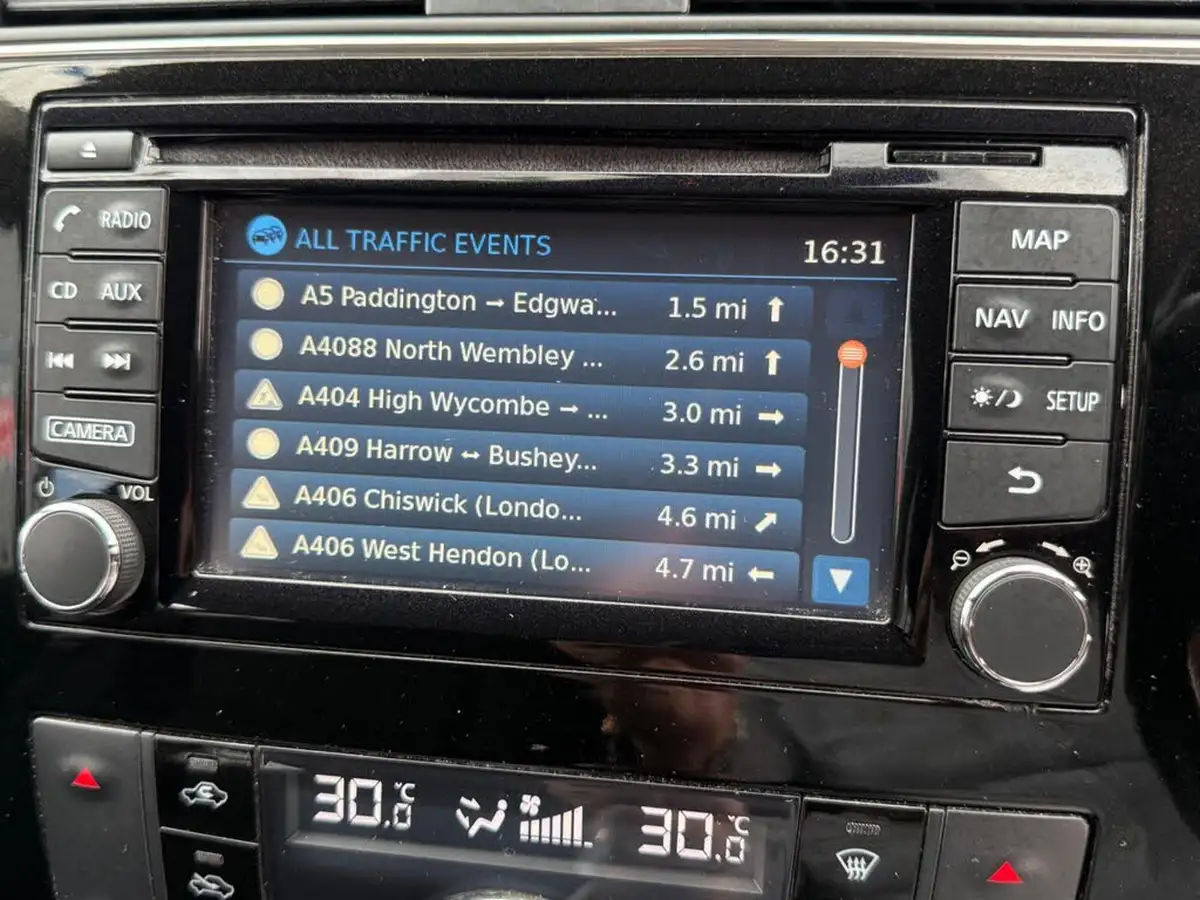 RADIO
CD AUX
CAMERA
VOL
ALL TRAFFIC EVENTS 16:31
A5 Paddington → Edgwa... 1.5 mi ↑
A4088 North Wembley ... 2.6 mi ↑
A404 High Wycombe → ... 3.0 mi →
A409 Harrow ↔ Bushey... 3.3 mi →
A406 Chiswick (Londo... 4.6 mi ↗
A406 West Hendon (Lo... 4.7 mi ←
MAP
NAV INFO
SETUP
30.0°C 30.0°C